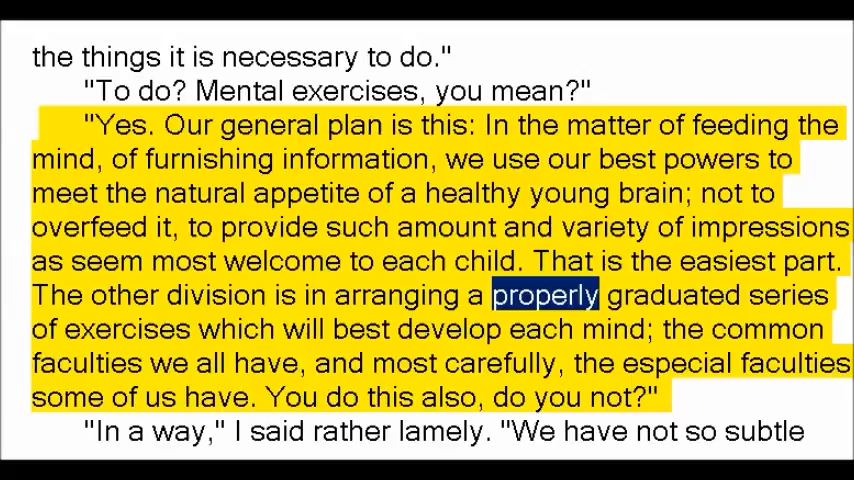 the things it is necessary to do."
"To do? Mental exercises, you mean?"
"Yes. Our general plan is this: In the matter of feeding the
mind, of furnishing information, we use our best powers to
meet the natural appetite of a healthy young brain; not to
overfeed it, to provide such amount and variety of impressions
as seem most welcome to each child. That is the easiest part.
The other division is in arranging a properly graduated series
of exercises which will best develop each mind; the common
faculties we all have, and most carefully, the especial faculties
some of us have. You do this also, do you not?"
"In a way," I said rather lamely. "We have not so subtle